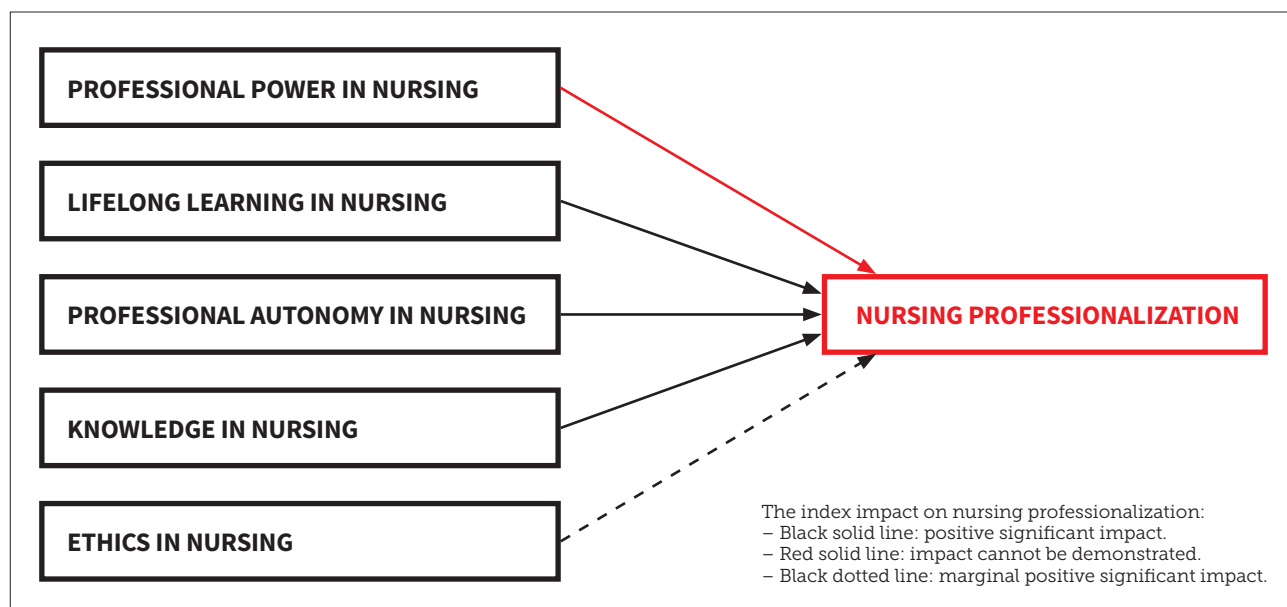 PROFESSIONAL POWER IN NURSING
LIFELONG LEARNING IN NURSING
PROFESSIONAL AUTONOMY IN NURSING
NURSING PROFESSIONALIZATION
KNOWLEDGE IN NURSING
ETHICS IN NURSING
The index impact on nursing professionalization:
– Black solid line: positive significant impact.
– Red solid line: impact cannot be demonstrated.
– Black dotted line: marginal positive significant impact.